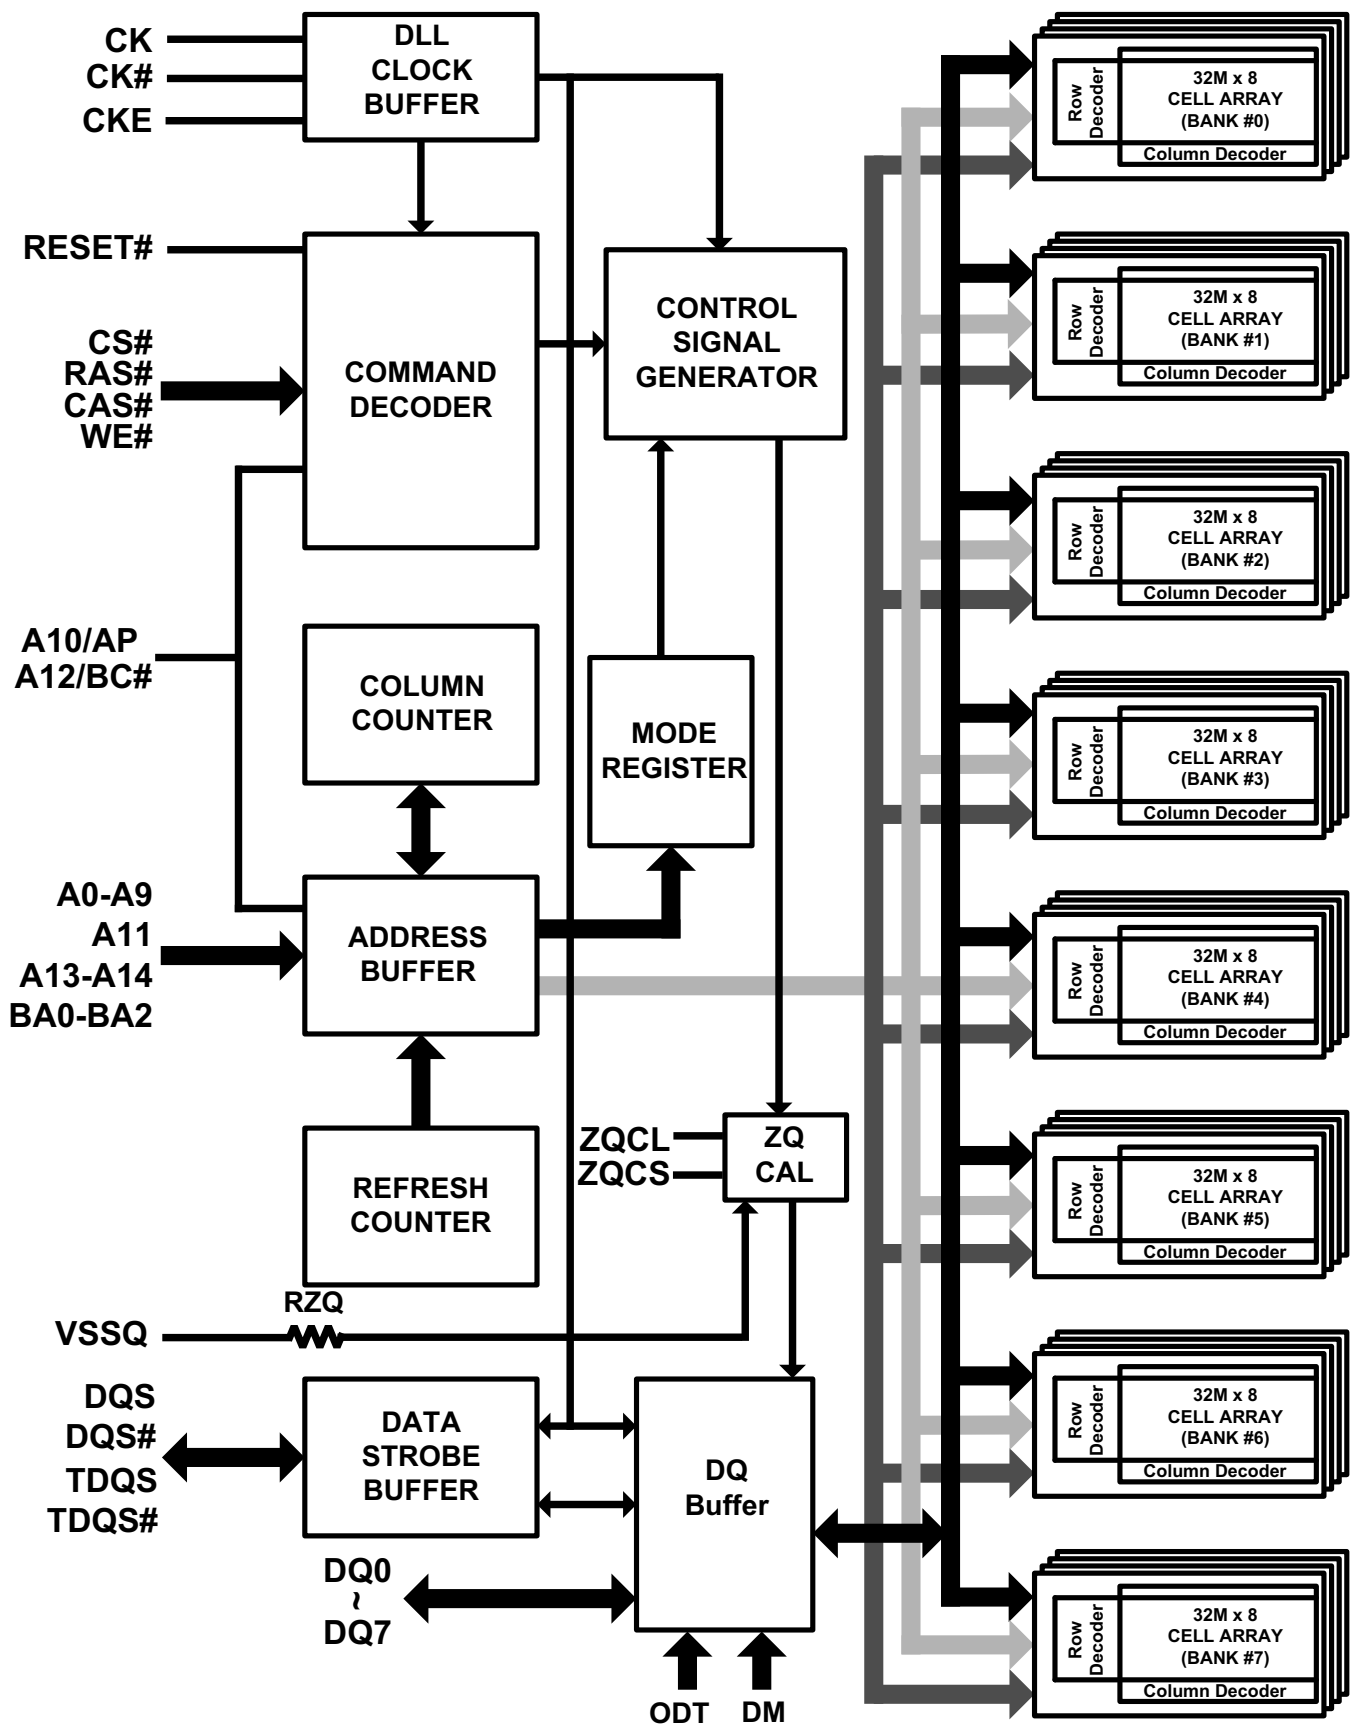 CK
CK#
CKE
DLL
CLOCK
BUFFER
RESET#
CS#
RAS#
CAS#
WE#
COMMAND
DECODER
CONTROL
SIGNAL
GENERATOR
A10/AP
A12/BC#
COLUMN
COUNTER
MODE
REGISTER
A0-A9
A11
A13-A14
BA0-BA2
ADDRESS
BUFFER
REFRESH
COUNTER
ZQCL
ZQCS
ZQ
CAL
RZQ
VSSQ
DQS
DQS#
TDQS
TDQS#
DATA
STROBE
BUFFER
DQ
Buffer
DQ0
~
DQ7
ODT
DM
Row
Decoder
32M x 8
CELL ARRAY
(BANK #0)
Column Decoder
Row
Decoder
32M x 8
CELL ARRAY
(BANK #1)
Column Decoder
Row
Decoder
32M x 8
CELL ARRAY
(BANK #2)
Column Decoder
Row
Decoder
32M x 8
CELL ARRAY
(BANK #3)
Column Decoder
Row
Decoder
32M x 8
CELL ARRAY
(BANK #4)
Column Decoder
Row
Decoder
32M x 8
CELL ARRAY
(BANK #5)
Column Decoder
Row
Decoder
32M x 8
CELL ARRAY
(BANK #6)
Column Decoder
Row
Decoder
32M x 8
CELL ARRAY
(BANK #7)
Column Decoder